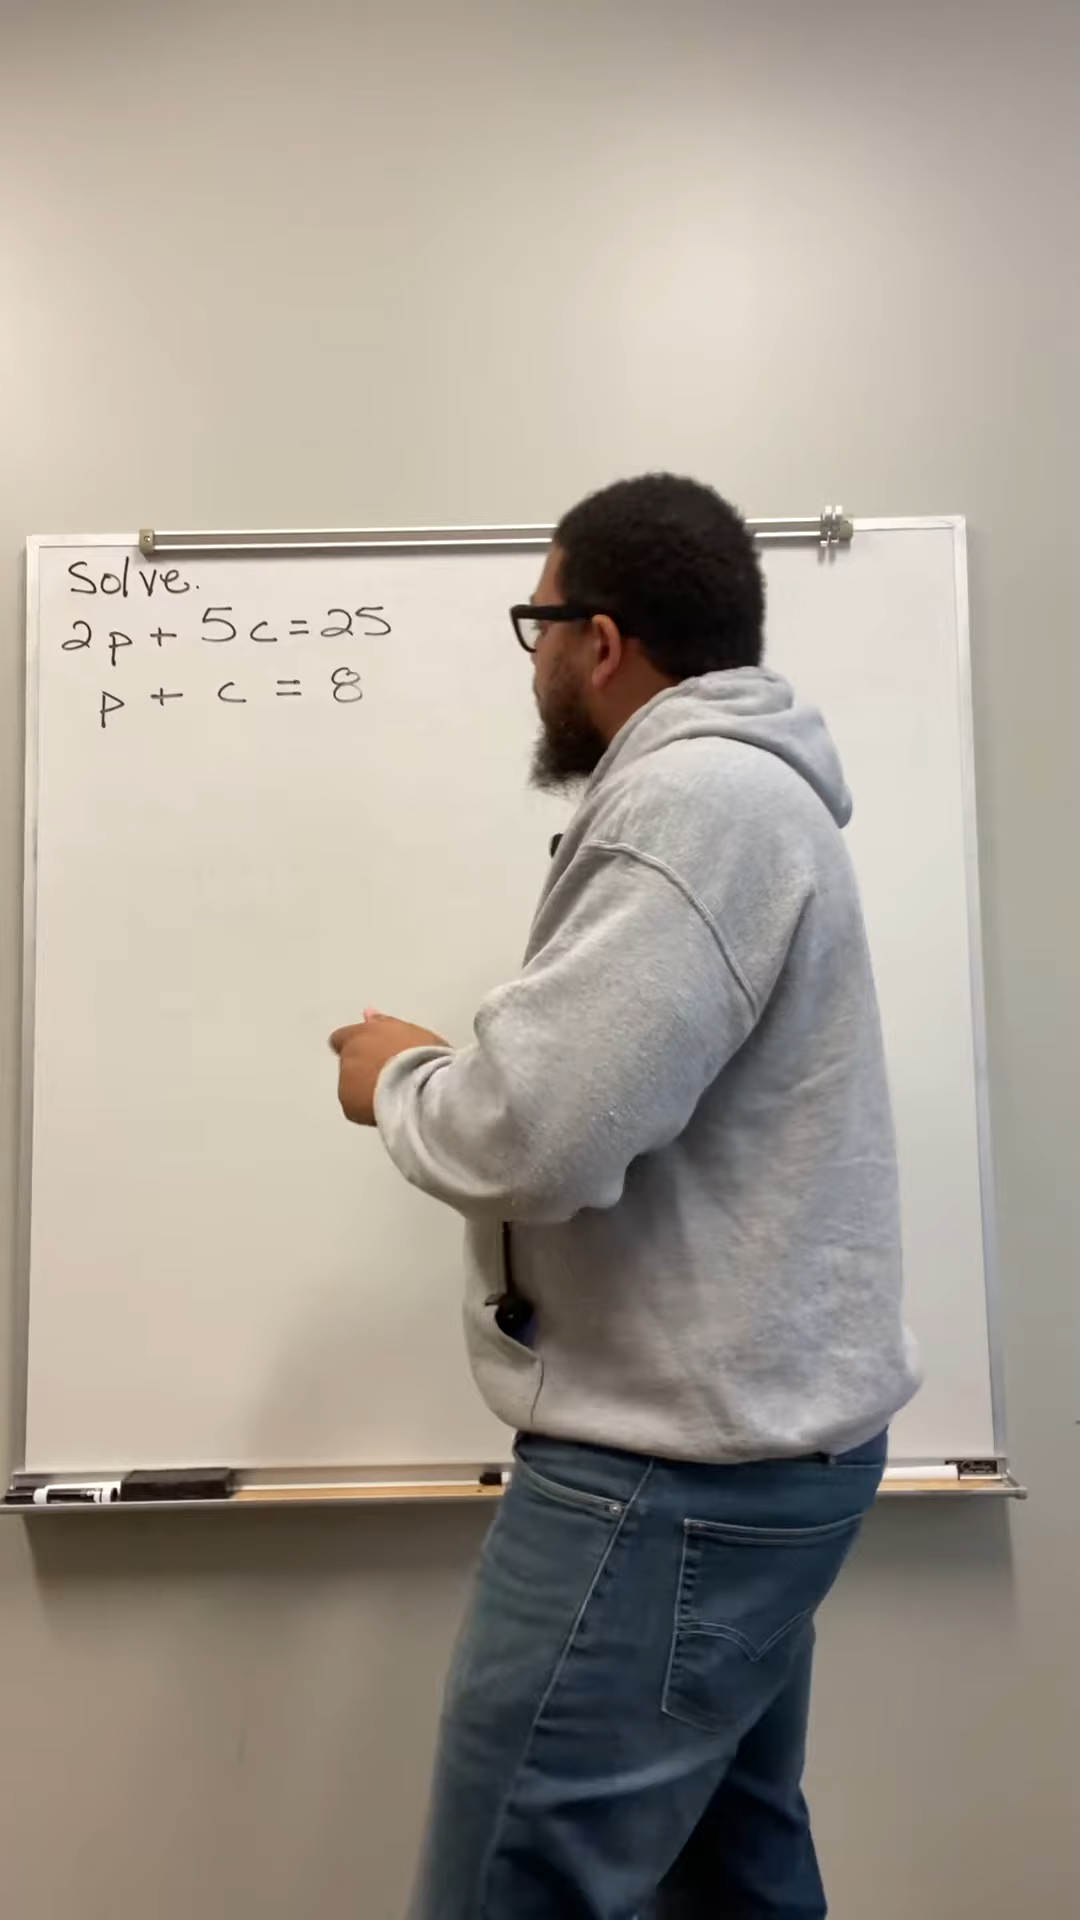 Solve.
2p + 5c = 25
p + c = 8